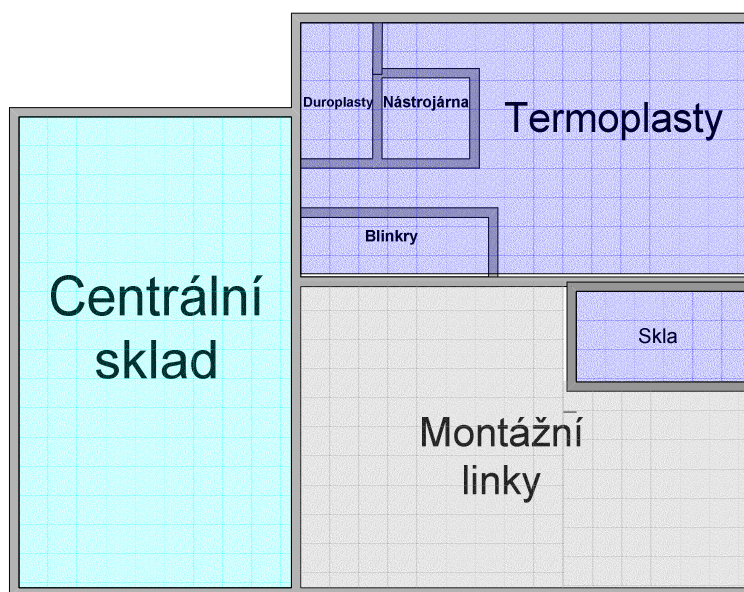 Duroplasty
Nástrojárna
Termoplasty
Blinkry
Centrální
sklad
Skla
Montážní
linky